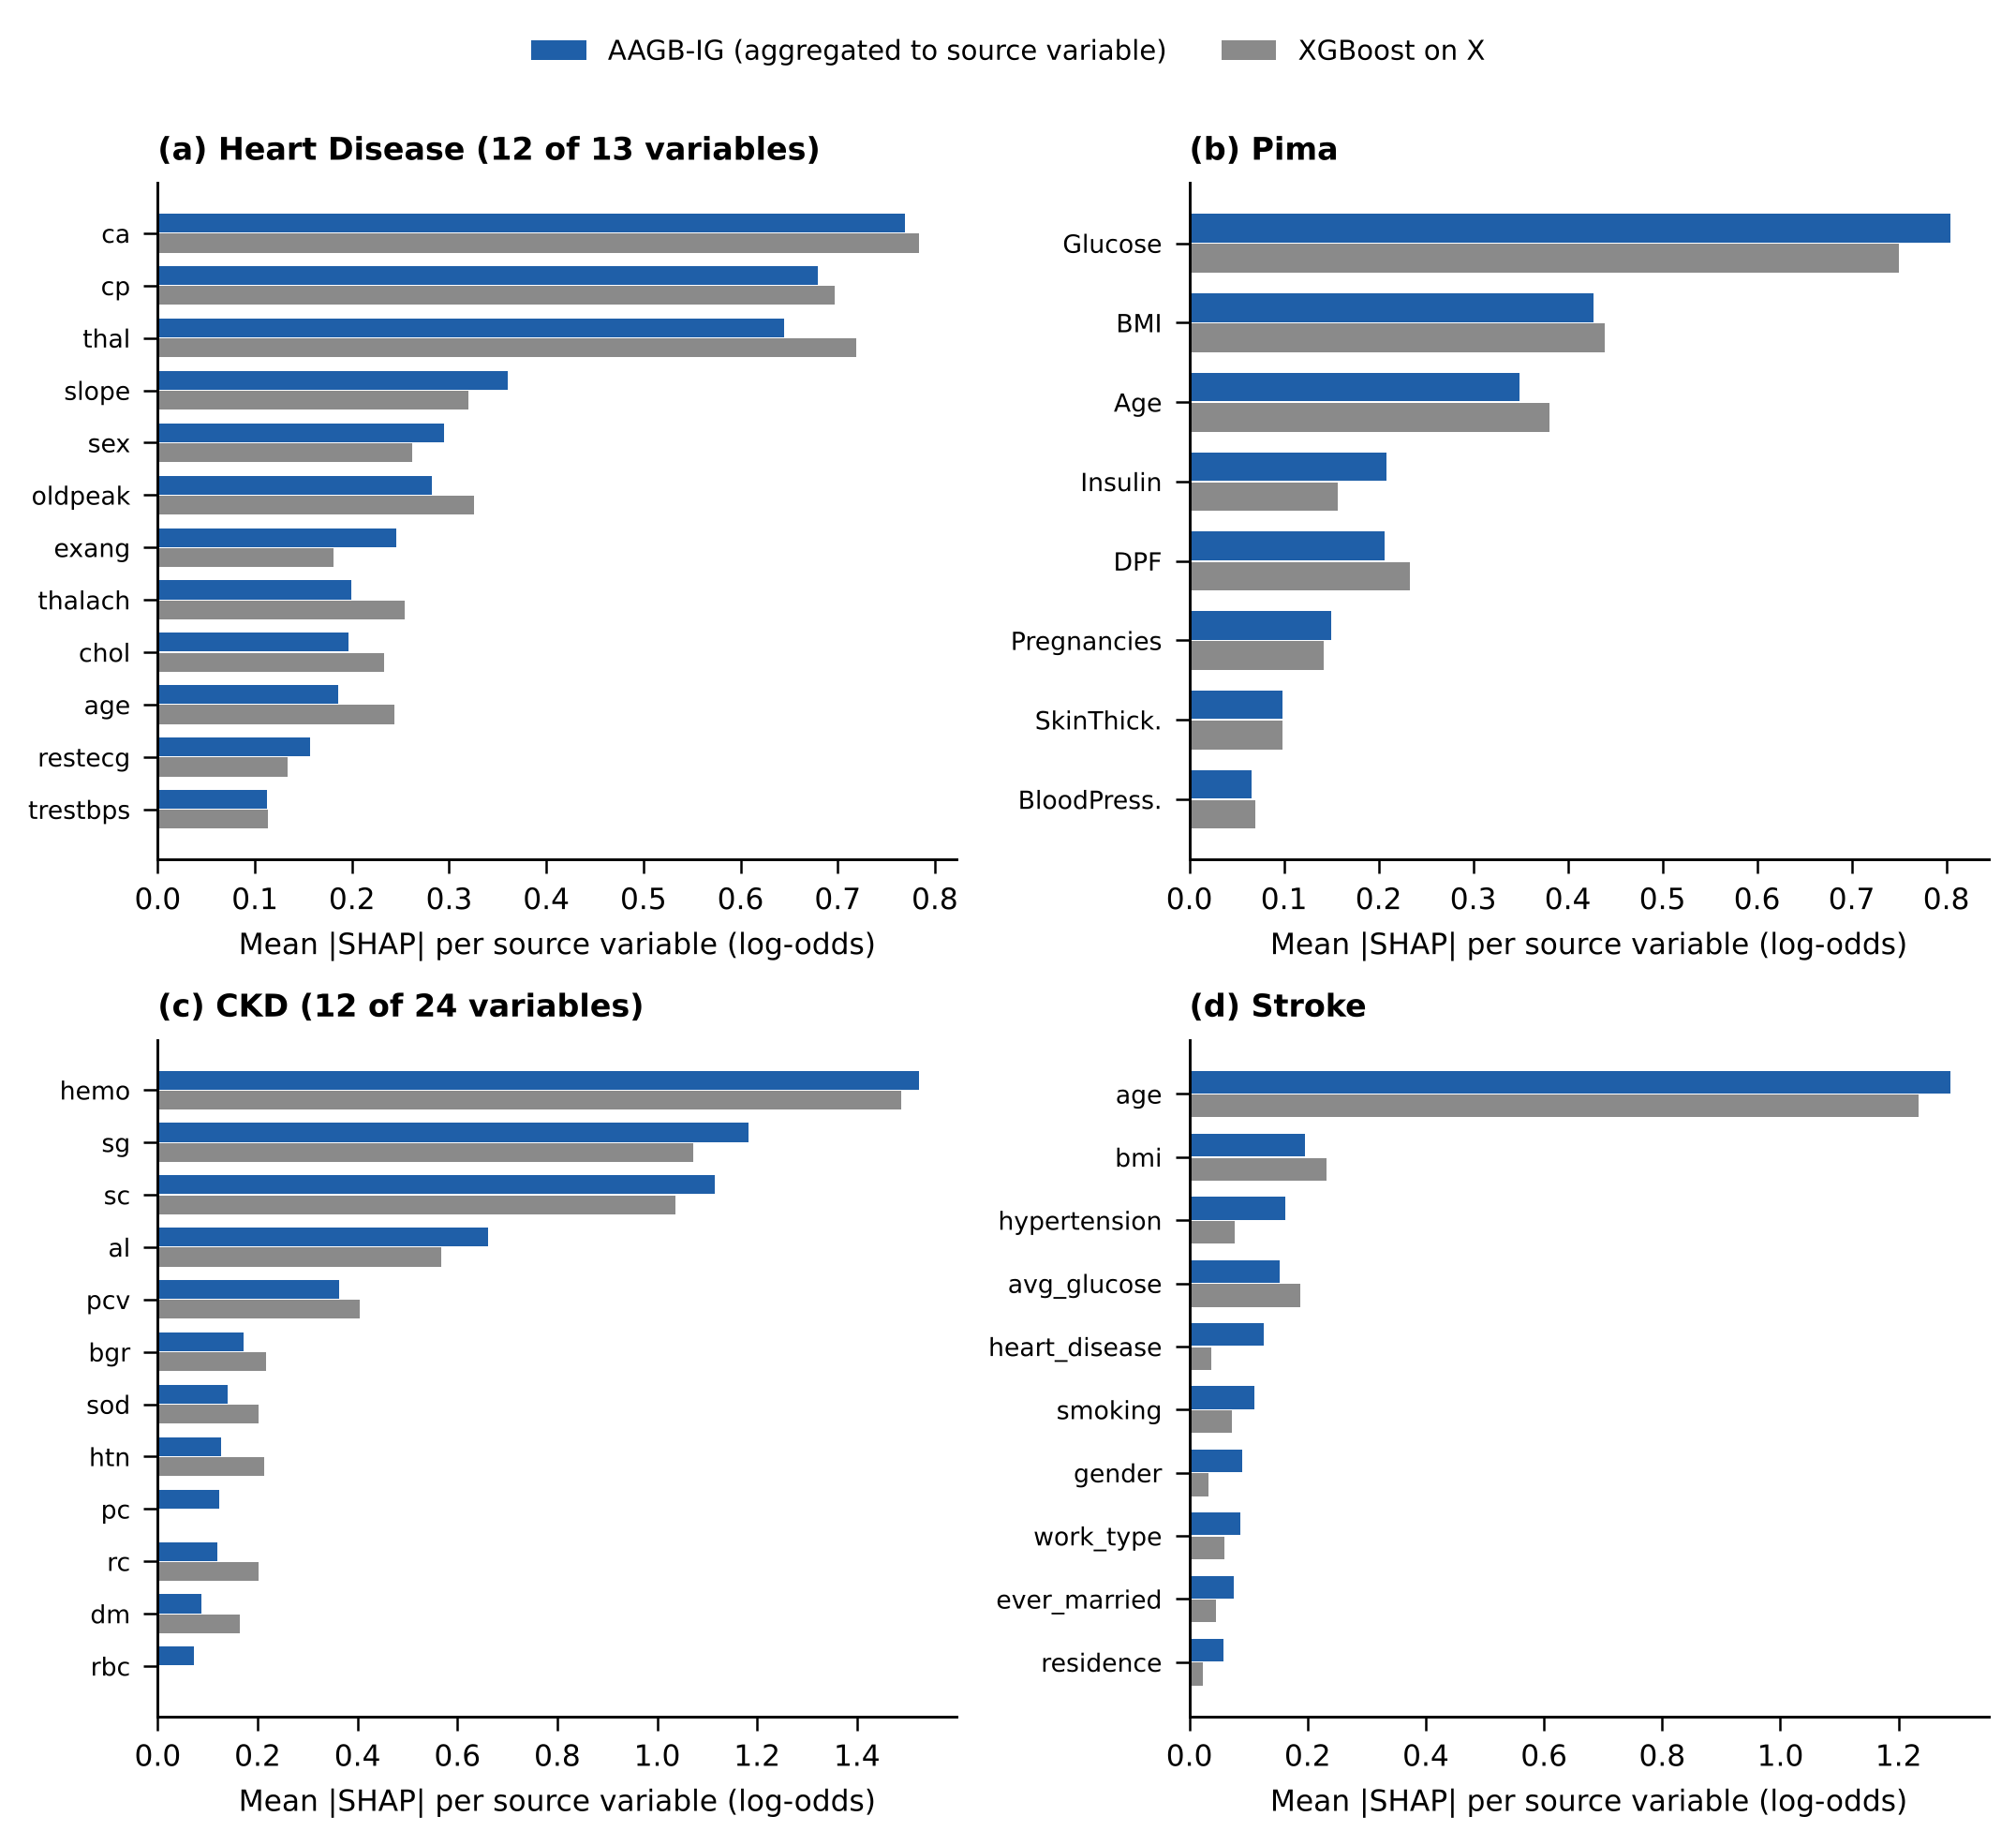 AAGB-IG (aggregated to source variable) XGBoost on X
(a) Heart Disease (12 of 13 variables)
ca
cp
thal
slope
sex
oldpeak
exang
thalach
chol
age
restecg
trestbps
0.0 0.1 0.2 0.3 0.4 0.5 0.6 0.7 0.8
Mean |SHAP| per source variable (log-odds)
(b) Pima
Glucose
BMI
Age
Insulin
DPF
Pregnancies
SkinThick.
BloodPress.
0.0 0.1 0.2 0.3 0.4 0.5 0.6 0.7 0.8
Mean |SHAP| per source variable (log-odds)
(c) CKD (12 of 24 variables)
hemo
sg
sc
al
pcv
bgr
sod
htn
pc
rc
dm
rbc
0.0 0.2 0.4 0.6 0.8 1.0 1.2 1.4
Mean |SHAP| per source variable (log-odds)
(d) Stroke
age
bmi
hypertension
avg_glucose
heart_disease
smoking
gender
work_type
ever_married
residence
0.0 0.2 0.4 0.6 0.8 1.0 1.2
Mean |SHAP| per source variable (log-odds)